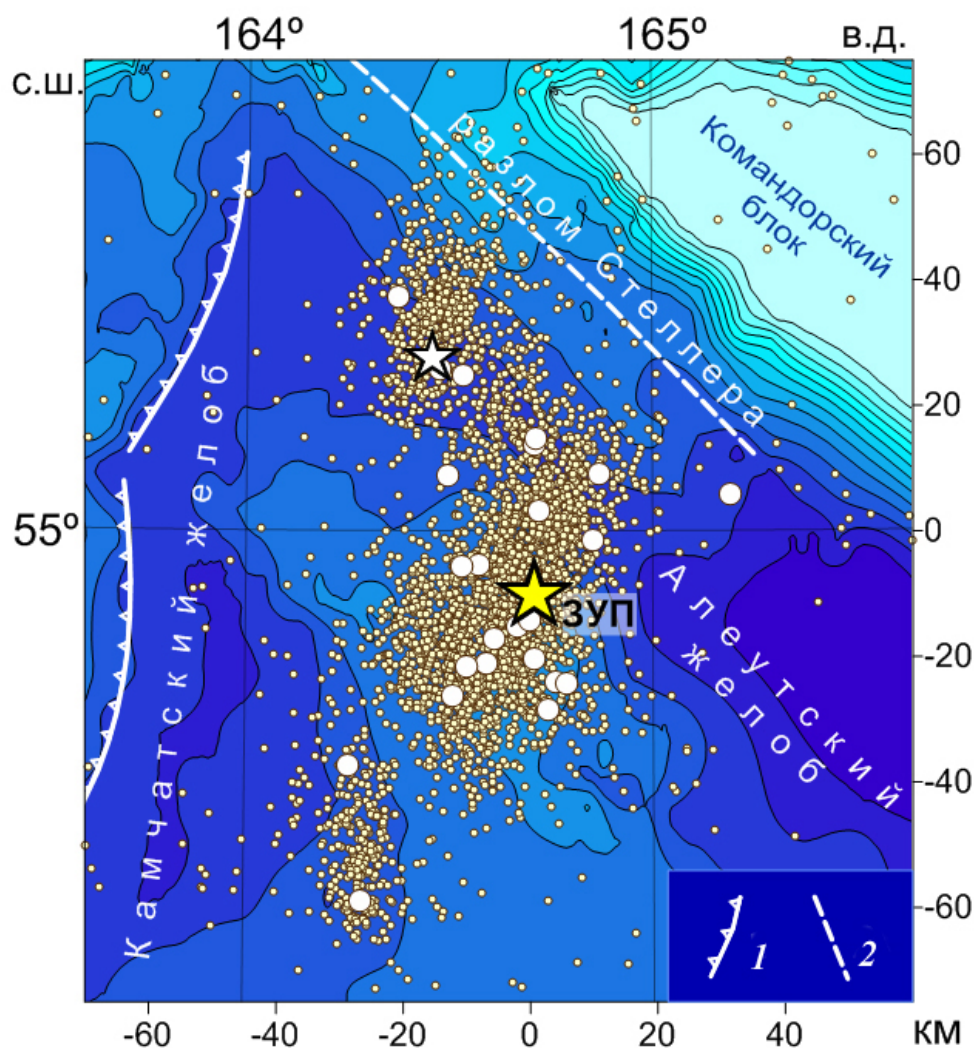 164º
165º
в.д.
с.ш.
разлом Стеллера
Командорский
блок
60
40
20
55º
0
Камчатский желоб
ЗУП
Алеутский
желоб
-20
-40
-60
1
2
-60
-40
-20
0
20
40
км